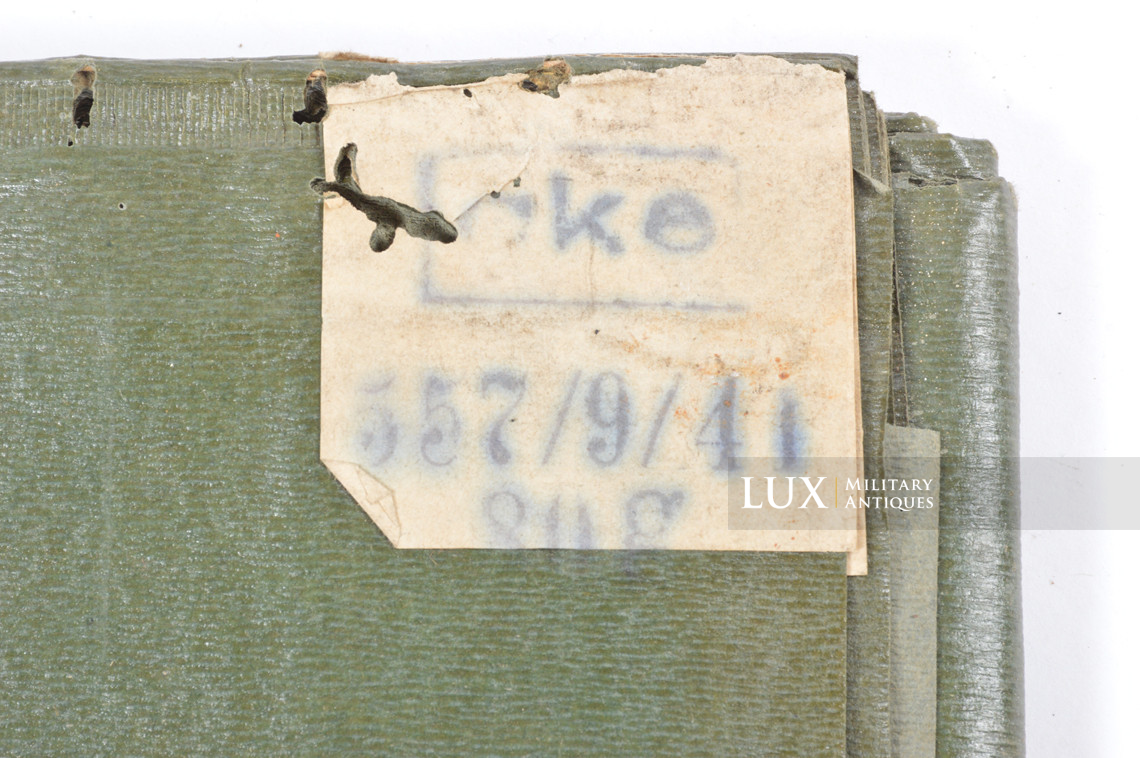 ke
557/9/41
LUX MILITARY
ANTIQUES